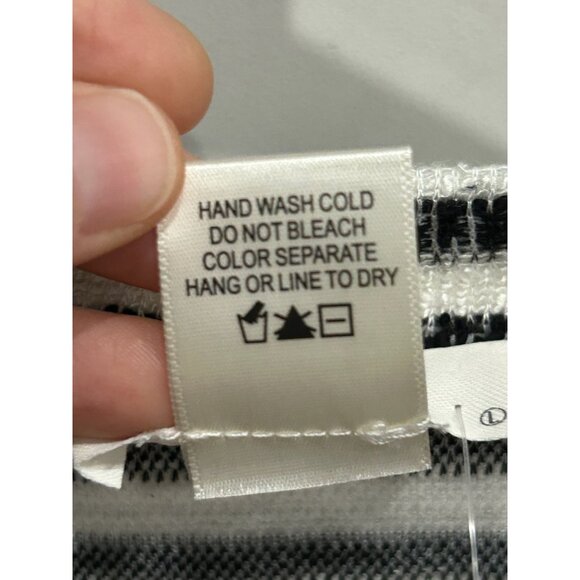 HAND WASH COLD
DO NOT BLEACH
COLOR SEPARATE
HANG OR LINE TO DRY
L